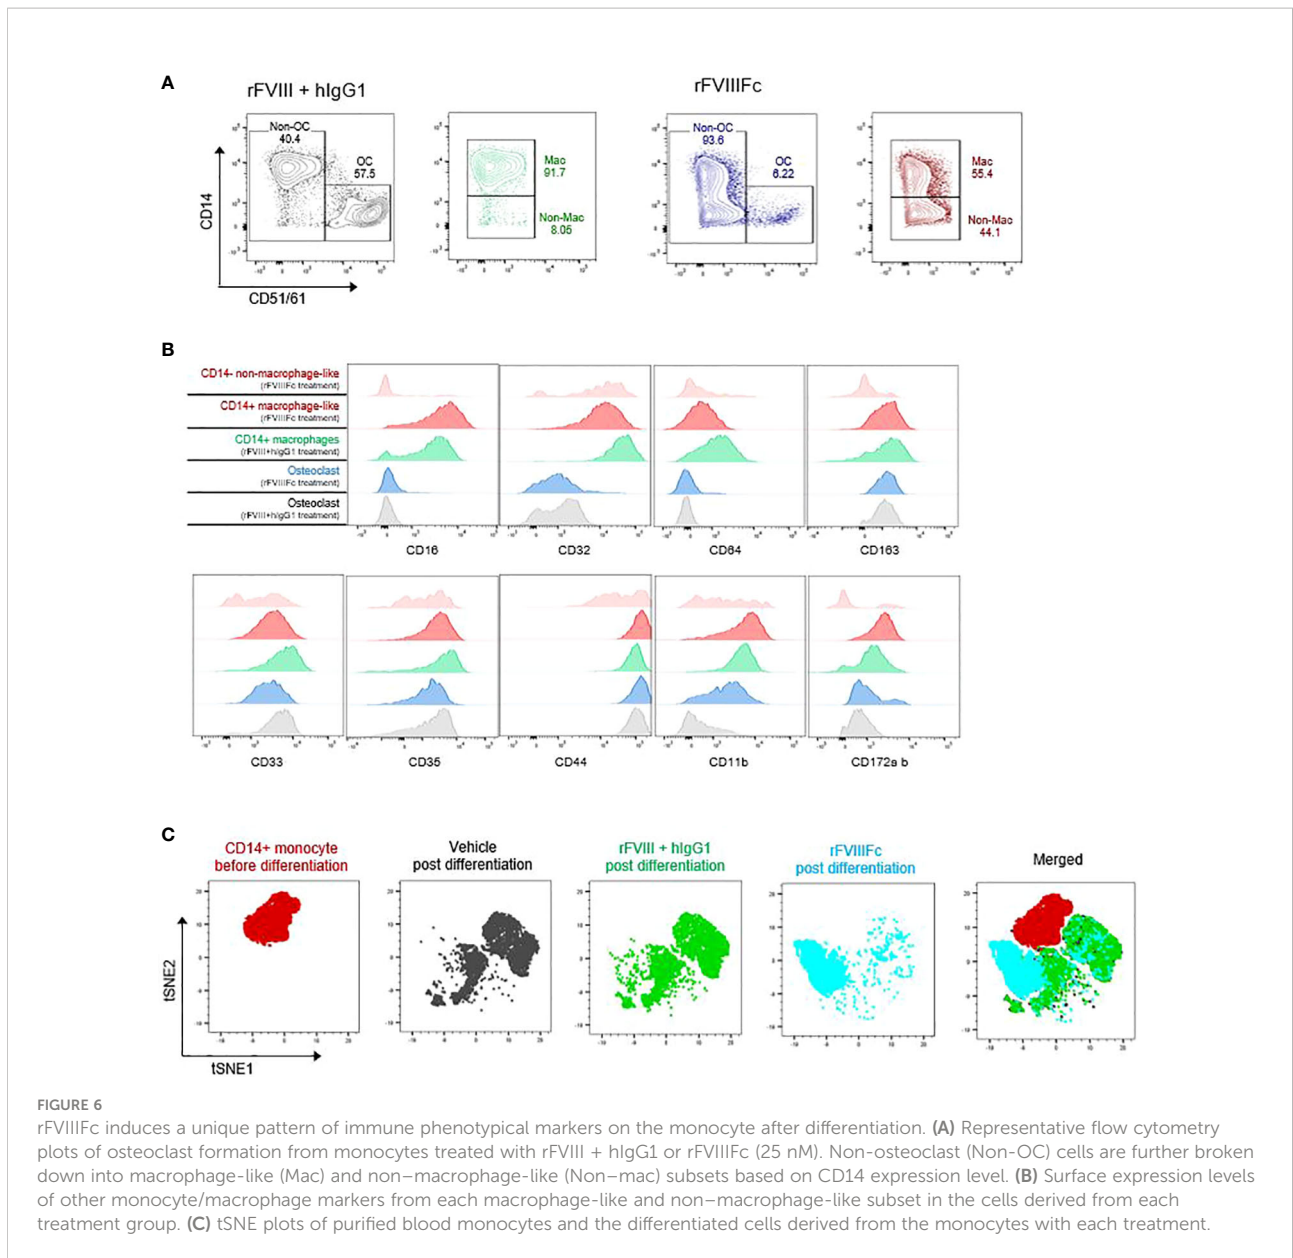 A
rFVIII + hIgG1
rFVIIIFc
Non-OC
40.4
OC
57.5
Mac
91.7
Non-Mac
8.05
Non-OC
93.6
OC
6.22
Mac
55.4
Non-Mac
44.1
CD14
CD51/61
B
CD14- non-macrophage-like
(rFVIIIFc treatment)
CD14+ macrophage-like
(rFVIIIFc treatment)
CD14+ macrophages
(rFVIII+hIgG1 treatment)
Osteoclast
(rFVIIIFc treatment)
Osteoclast
(rFVIII+hIgG1 treatment)
CD16
CD32
CD64
CD163
CD33
CD35
CD44
CD11b
CD172a b
C
CD14+ monocyte
before differentiation
Vehicle
post differentiation
rFVIII + hIgG1
post differentiation
rFVIIIFc
post differentiation
Merged
tSNE2
tSNE1
FIGURE 6
rFVIIIFc induces a unique pattern of immune phenotypical markers on the monocyte after differentiation. (A) Representative flow cytometry
plots of osteoclast formation from monocytes treated with rFVIII + hIgG1 or rFVIIIFc (25 nM). Non-osteoclast (Non-OC) cells are further broken
down into macrophage-like (Mac) and non–macrophage-like (Non–mac) subsets based on CD14 expression level. (B) Surface expression levels
of other monocyte/macrophage markers from each macrophage-like and non–macrophage-like subset in the cells derived from each
treatment group. (C) tSNE plots of purified blood monocytes and the differentiated cells derived from the monocytes with each treatment.